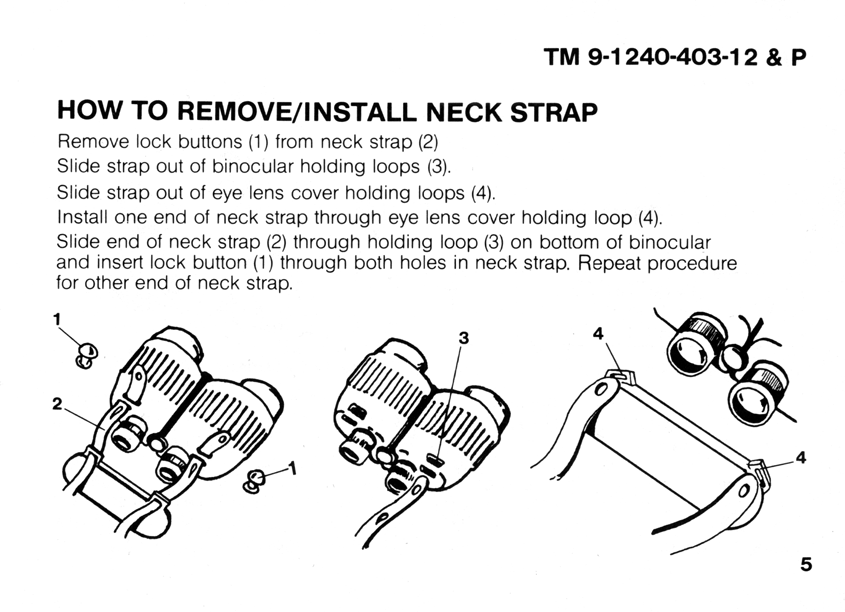 TM 9-1240-403-12 & P
HOW TO REMOVE/INSTALL NECK STRAP
Remove lock buttons (1) from neck strap (2)
Slide strap out of binocular holding loops (3).
Slide strap out of eye lens cover holding loops (4).
Install one end of neck strap through eye lens cover holding loop (4).
Slide end of neck strap (2) through holding loop (3) on bottom of binocular
and insert lock button (1) through both holes in neck strap. Repeat procedure
for other end of neck strap.
1
2
1
3
4
4
5